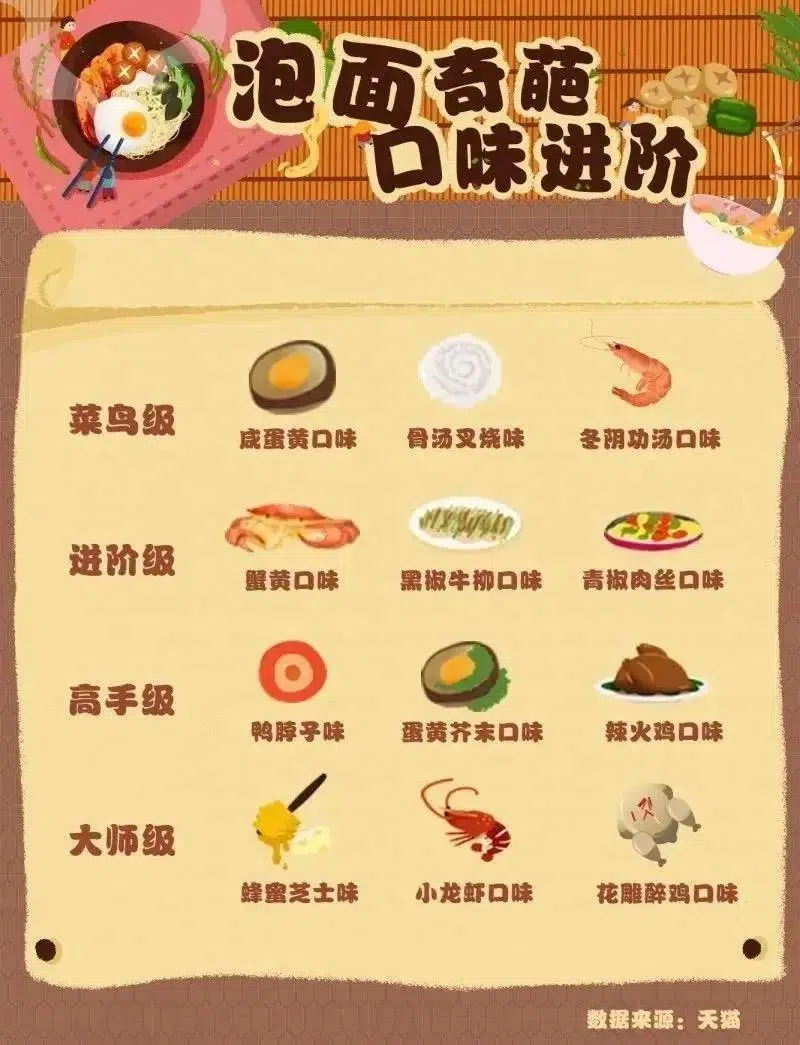 泡面奇葩
口味进阶
菜鸟级
咸蛋黄口味 骨汤叉烧味 冬阴功汤口味
进阶级
蟹黄口味 黑椒牛柳口味 青椒肉丝口味
高手级
鸭脖子味 蛋黄芥末口味 辣火鸡口味
大师级
蜂蜜芝士味 小龙虾口味 花雕醉鸡口味
数据来源：天猫